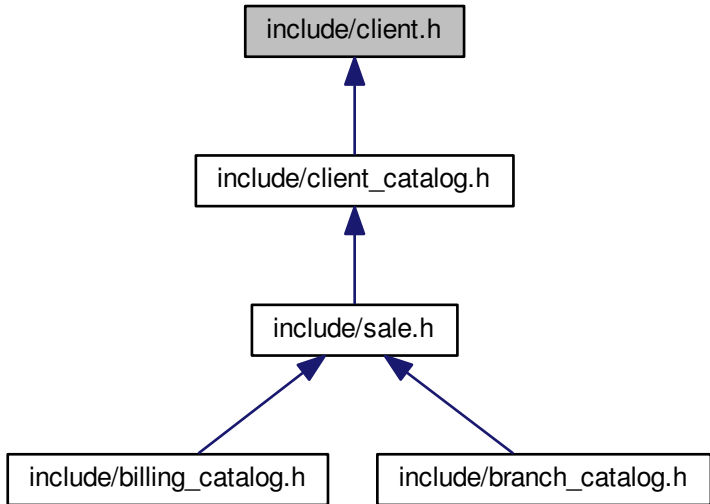 include/client.h
include/client_catalog.h
include/sale.h
include/billing_catalog.h
include/branch_catalog.h